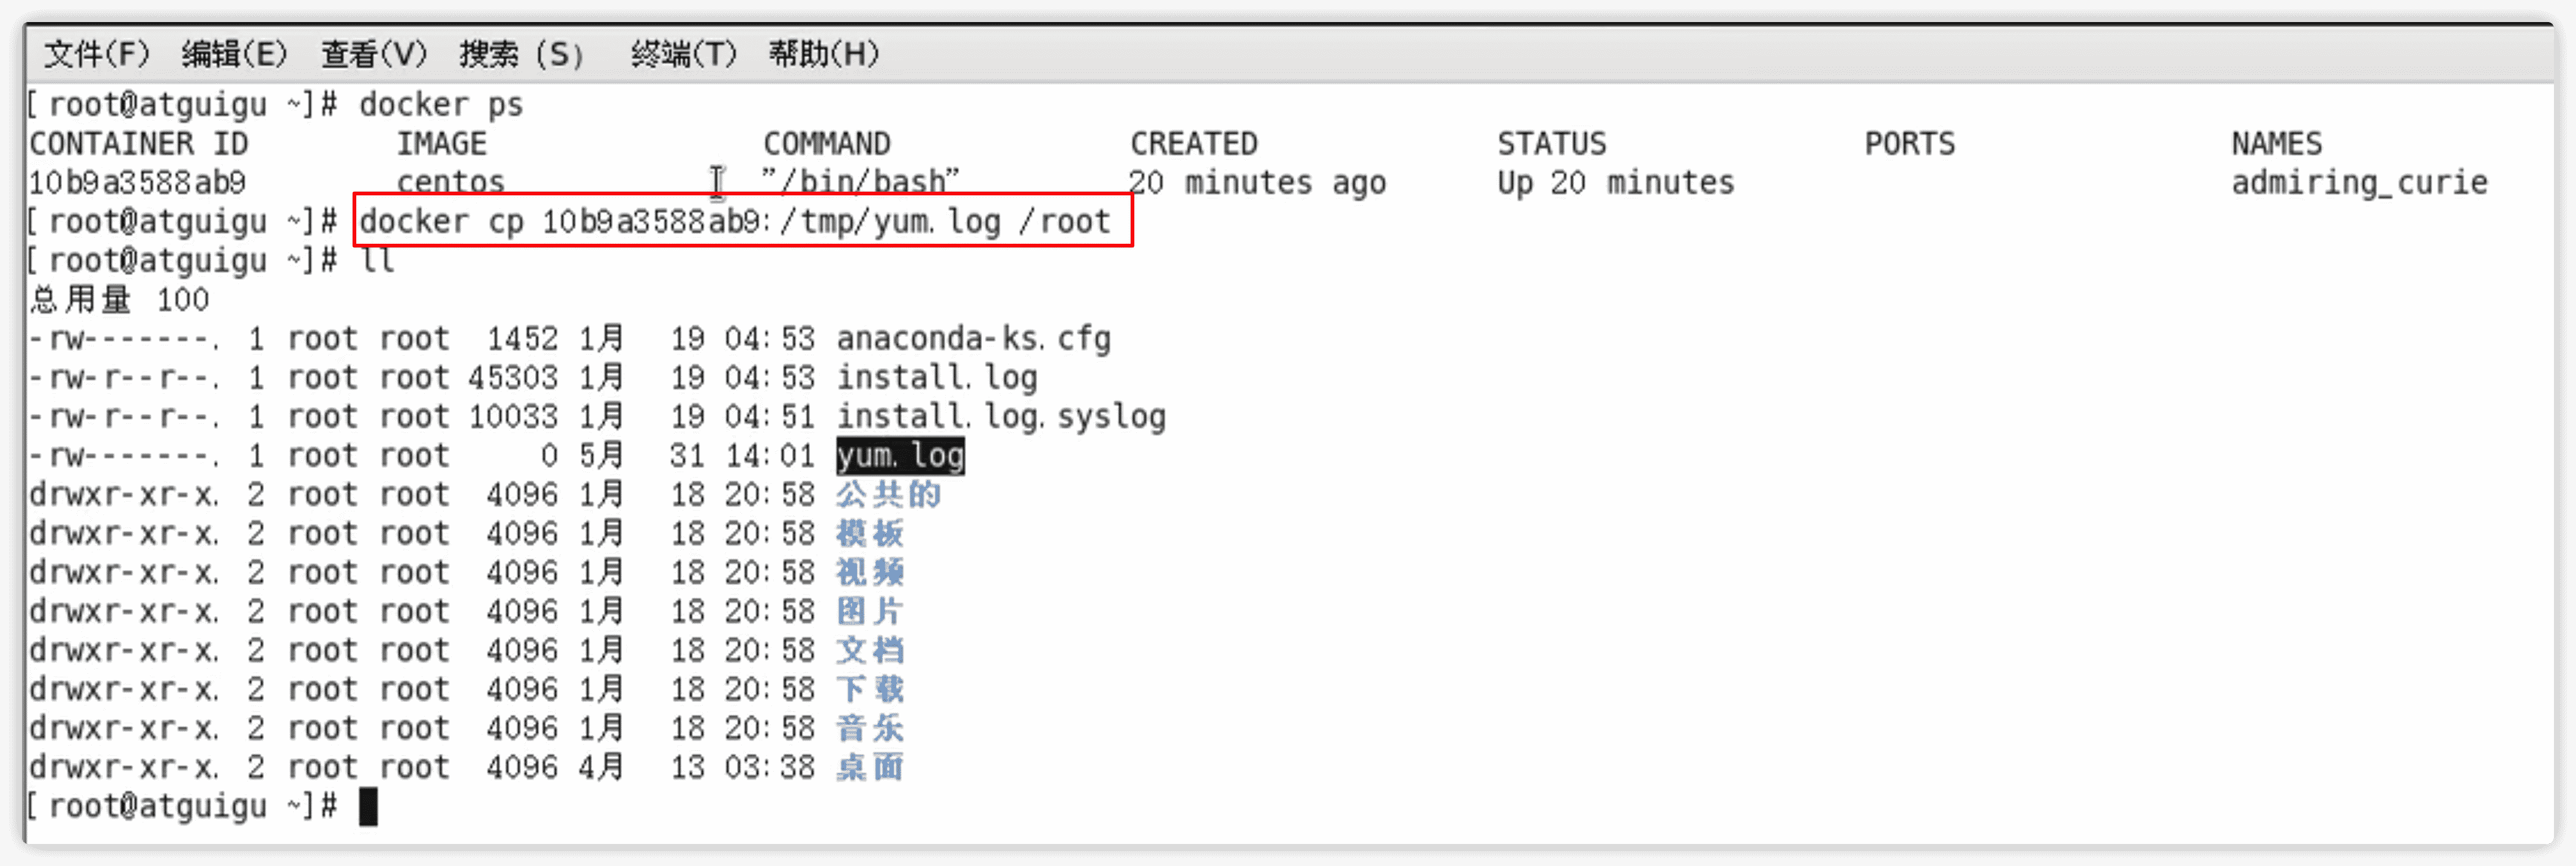 文件(F) 编辑(E) 查看(V) 搜索 (S) 终端(T) 帮助(H)
[root@atguigu ~]# docker ps
CONTAINER ID IMAGE COMMAND CREATED STATUS PORTS NAMES
10b9a3588ab9 centos "/bin/bash" 20 minutes ago Up 20 minutes admiring_curie
[root@atguigu ~]# docker cp 10b9a3588ab9:/tmp/yum.log /root
[root@atguigu ~]# ll
总用量 100
-rw-------. 1 root root 1452 1月 19 04:53 anaconda-ks.cfg
-rw-r--r--. 1 root root 45303 1月 19 04:53 install.log
-rw-r--r--. 1 root root 10033 1月 19 04:51 install.log.syslog
-rw-------. 1 root root 0 5月 31 14:01 yum.log
drwxr-xr-x. 2 root root 4096 1月 18 20:58 公共的
drwxr-xr-x. 2 root root 4096 1月 18 20:58 模板
drwxr-xr-x. 2 root root 4096 1月 18 20:58 视频
drwxr-xr-x. 2 root root 4096 1月 18 20:58 图片
drwxr-xr-x. 2 root root 4096 1月 18 20:58 文档
drwxr-xr-x. 2 root root 4096 1月 18 20:58 下载
drwxr-xr-x. 2 root root 4096 1月 18 20:58 音乐
drwxr-xr-x. 2 root root 4096 4月 13 03:38 桌面
[root@atguigu ~]#